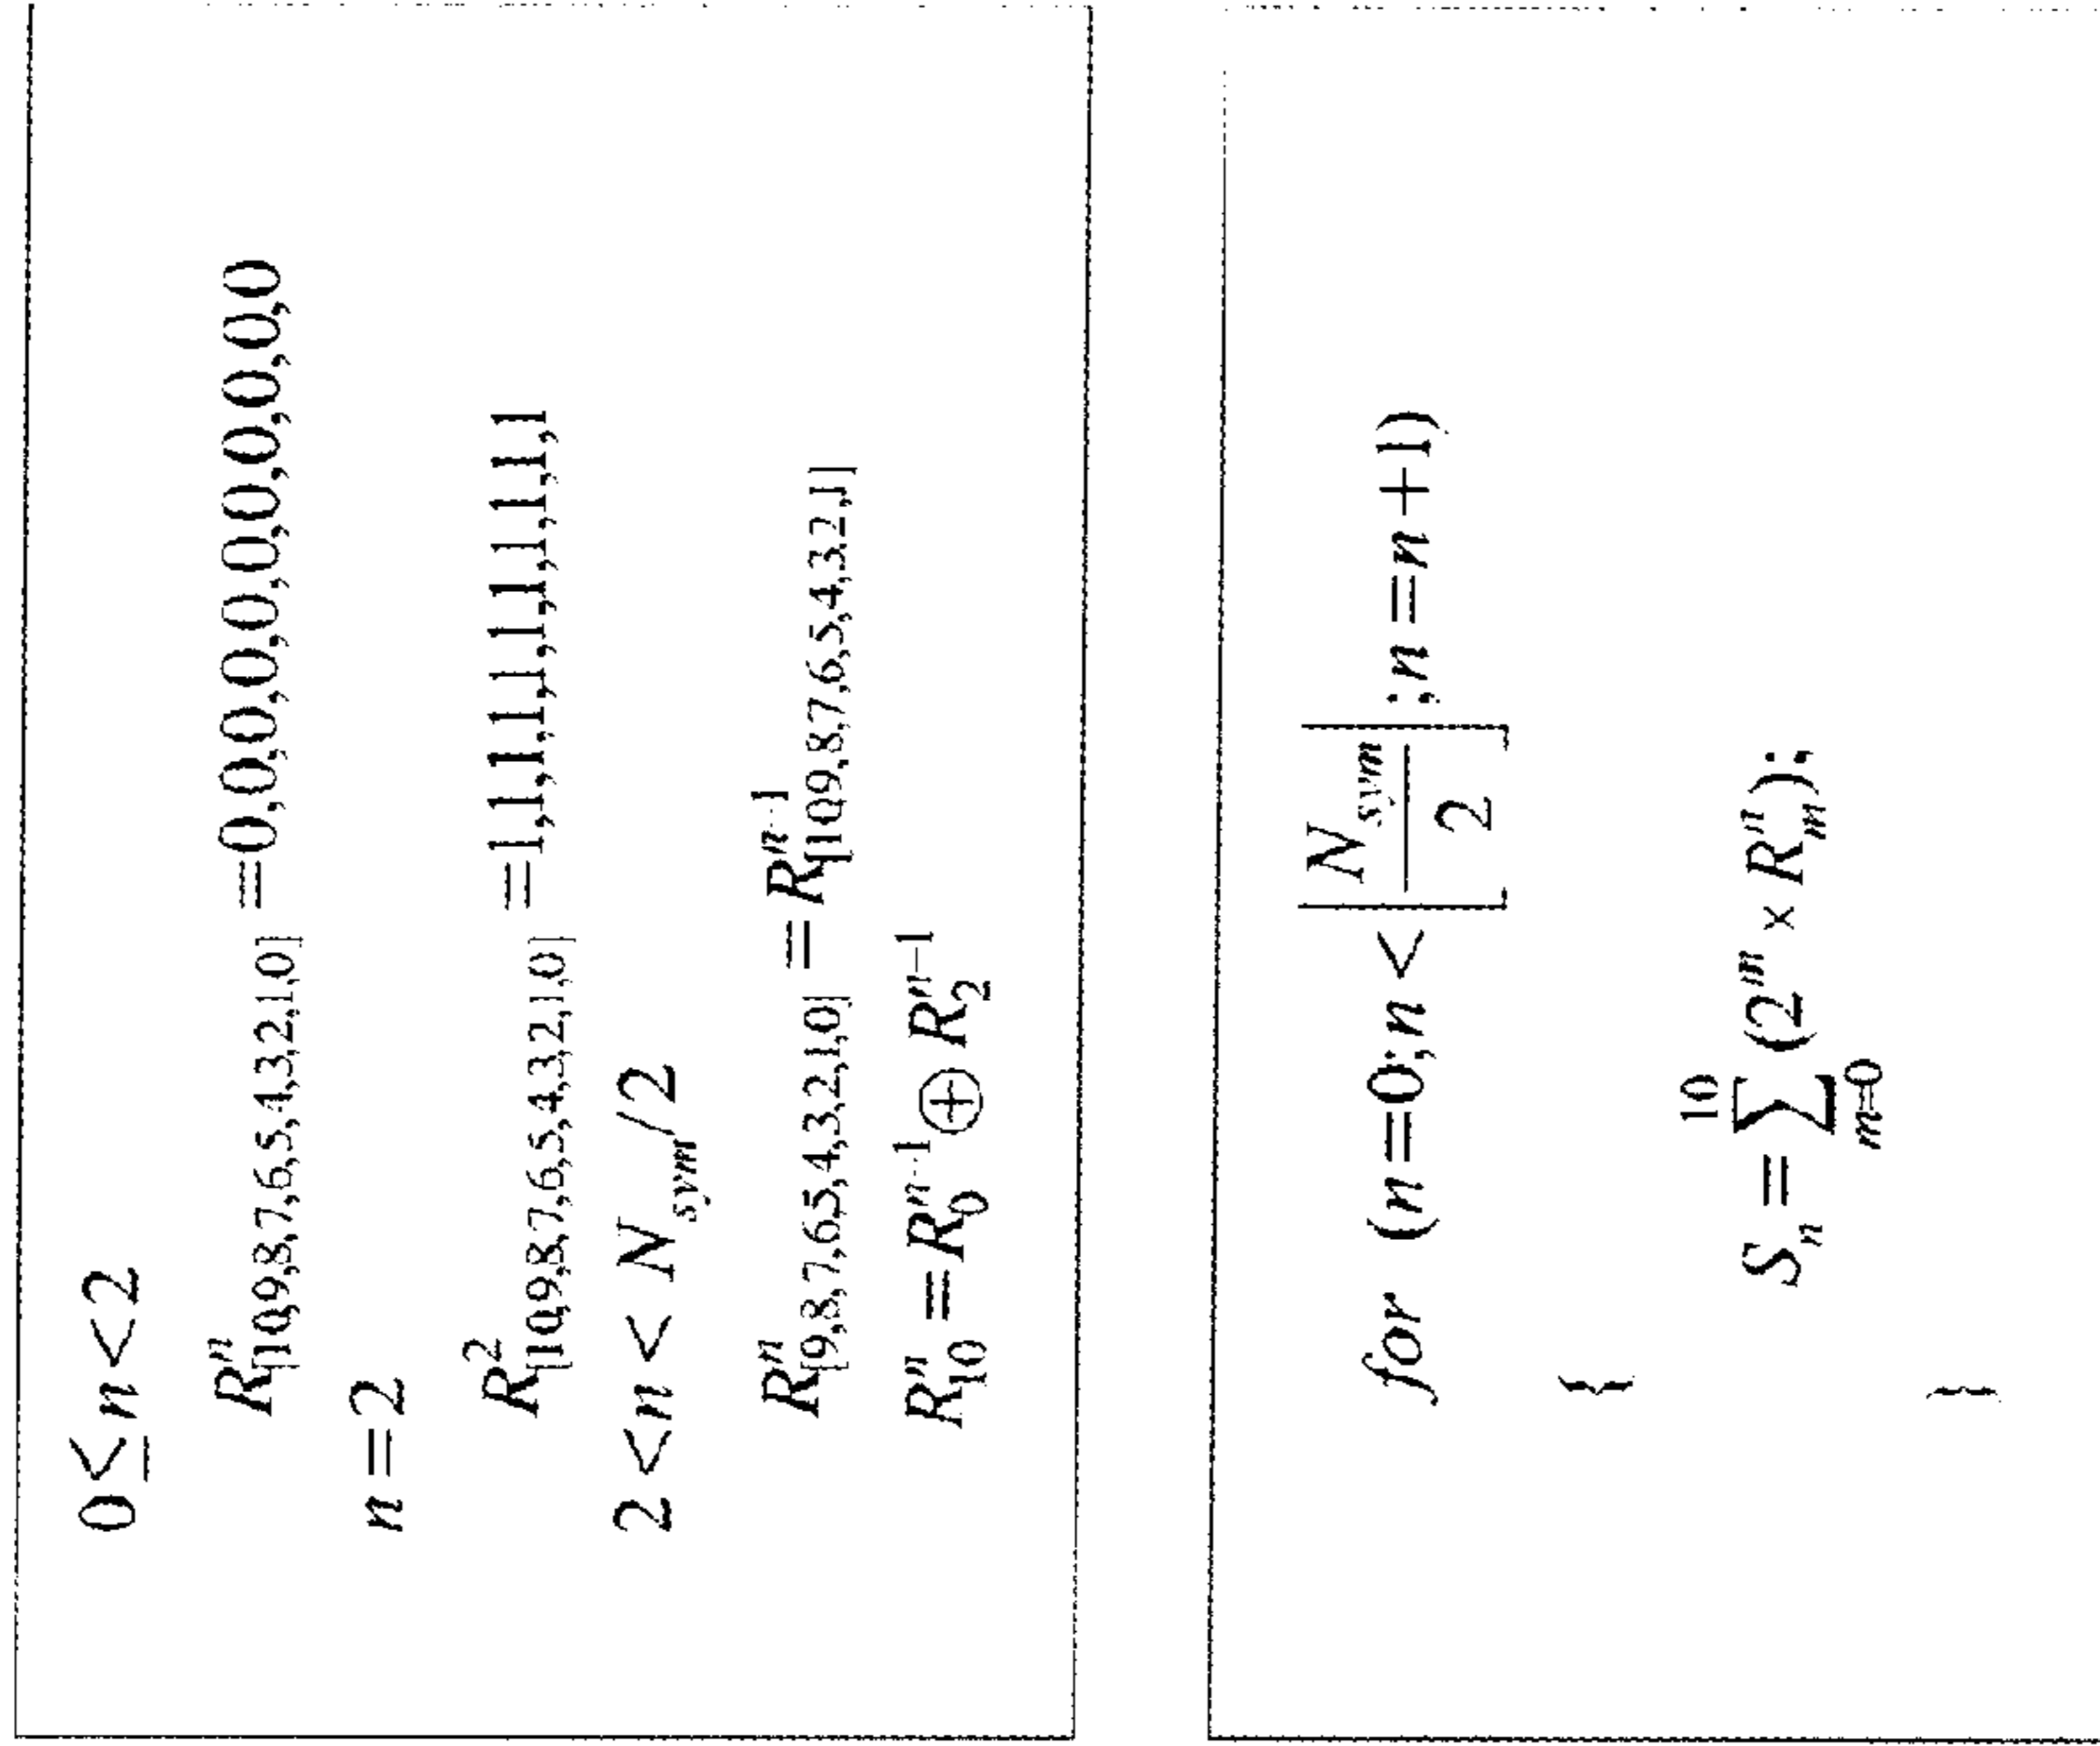 0≤n<2
R^n_[10,9,8,7,6,5,4,3,2,1,0] =0,0,0,0,0,0,0,0,0,0,0
n=2
R^2_[10,9,8,7,6,5,4,3,2,1,0] =1,1,1,1,1,1,1,1,1,1,1
2<n< N_sym/2
R^n_[9,8,7,6,5,4,3,2,1,0] =R^{n-1}_[10,9,8,7,6,5,4,3,2,1]
R^n_10 =R^{n-1}_0 ⊕ R^{n-1}_2
for (n=0;n<⌊N_sym/2⌋;n=n+1)
{
S_n = ∑_{m=0}^{10} (2^m × R^n_m);
}